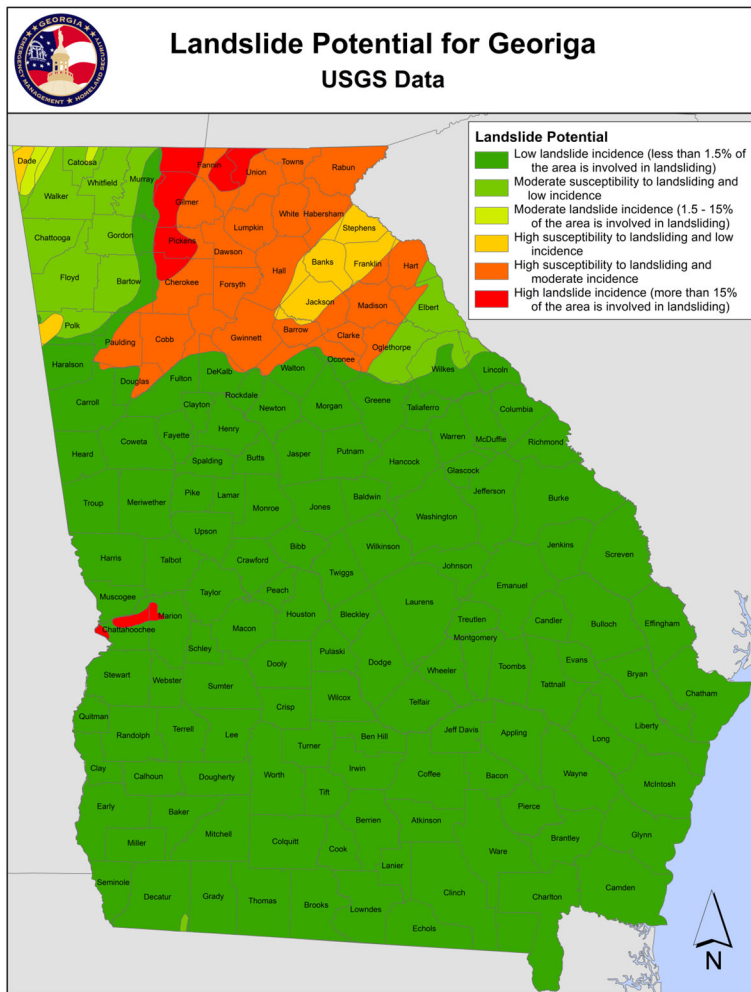 GEORGIA
EMERGENCY MANAGEMENT
HOMELAND SECURITY
Landslide Potential for Georiga
USGS Data
Landslide Potential
Low landslide incidence (less than 1.5% of
the area is involved in landsliding)
Moderate susceptibility to landsliding and
low incidence
Moderate landslide incidence (1.5 - 15%
of the area is involved in landsliding)
High susceptibility to landsliding and low
incidence
High susceptibility to landsliding and
moderate incidence
High landslide incidence (more than 15%
of the area is involved in landsliding)
Dade Catoosa Fannin Towns Rabun
Walker Whitfield Murray Union
Gilmer
White Habersham
Chattooga Gordon Lumpkin Stephens
Pickens Dawson Banks Franklin Hart
Floyd Bartow Cherokee Forsyth Hall
Jackson Madison Elbert
Polk Paulding Cobb Gwinnett Barrow Clarke
Oglethorpe
Haralson Douglas Fulton DeKalb Walton Oconee Wilkes Lincoln
Carroll Clayton Rockdale Newton Morgan Greene Taliaferro Columbia
Heard Coweta Fayette Henry Warren McDuffie Richmond
Spalding Butts Jasper Putnam Hancock Glascock
Troup Meriwether Pike Lamar Monroe Jones Baldwin Jefferson Burke
Upson Washington
Harris Talbot Crawford Bibb Wilkinson Jenkins Screven
Muscogee Taylor Peach Twiggs Johnson Emanuel
Chattahoochee Marion Macon Houston Bleckley Laurens Treutlen Candler Bulloch Effingham
Montgomery
Stewart Webster Schley Sumter Dooly Pulaski Dodge Wheeler Toombs Evans Tattnall Bryan Chatham
Quitman Crisp Wilcox Telfair
Randolph Terrell Lee Turner Ben Hill Jeff Davis Appling Long Liberty
Clay Calhoun Dougherty Worth Irwin Coffee Bacon Wayne McIntosh
Early Baker Tift Pierce
Miller Mitchell Colquitt Cook Berrien Atkinson Ware Brantley Glynn
Lanier
Seminole Decatur Grady Thomas Brooks Lowndes Clinch Charlton Camden
Echols
N